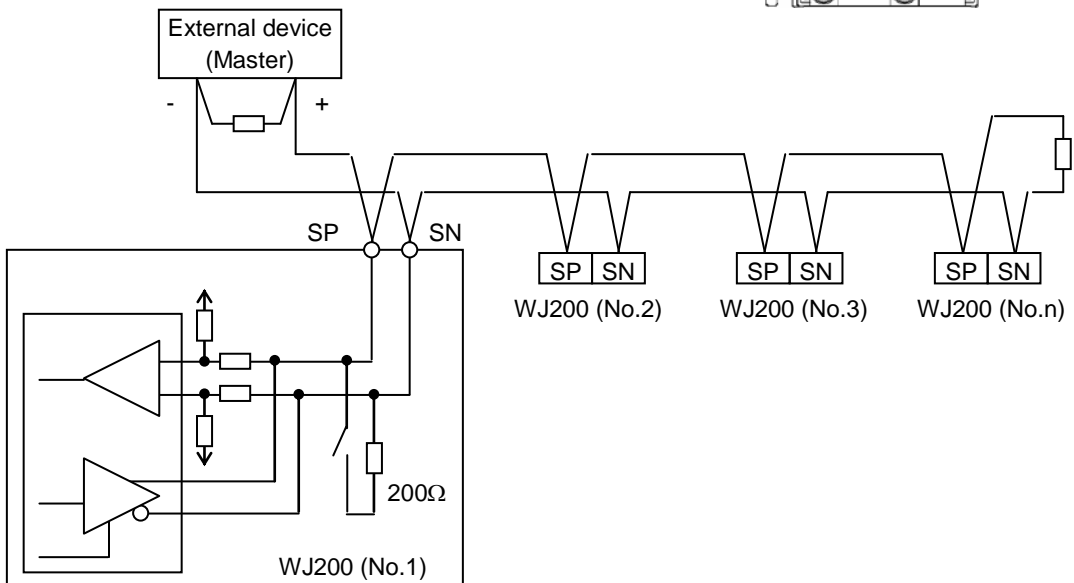 External device
(Master)
- +
SP SN
SP SN
WJ200 (No.2)
SP SN
WJ200 (No.3)
SP SN
WJ200 (No.n)
200Ω
WJ200 (No.1)